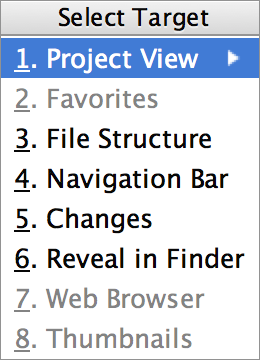 Select Target
1. Project View
2. Favorites
3. File Structure
4. Navigation Bar
5. Changes
6. Reveal in Finder
7. Web Browser
8. Thumbnails